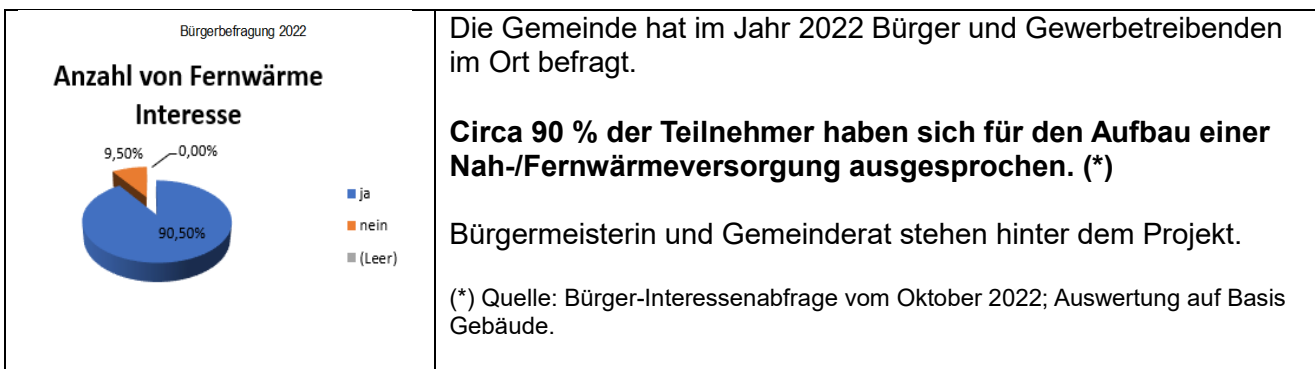 Bürgerbefragung 2022
Anzahl von Fernwärme
Interesse
9,50%
0,00%
90,50%
ja
nein
(Leer)
Die Gemeinde hat im Jahr 2022 Bürger und Gewerbetreibenden
im Ort befragt.
Circa 90 % der Teilnehmer haben sich für den Aufbau einer
Nah-/Fernwärmeversorgung ausgesprochen. (*)
Bürgermeisterin und Gemeinderat stehen hinter dem Projekt.
(*) Quelle: Bürger-Interessenabfrage vom Oktober 2022; Auswertung auf Basis
Gebäude.